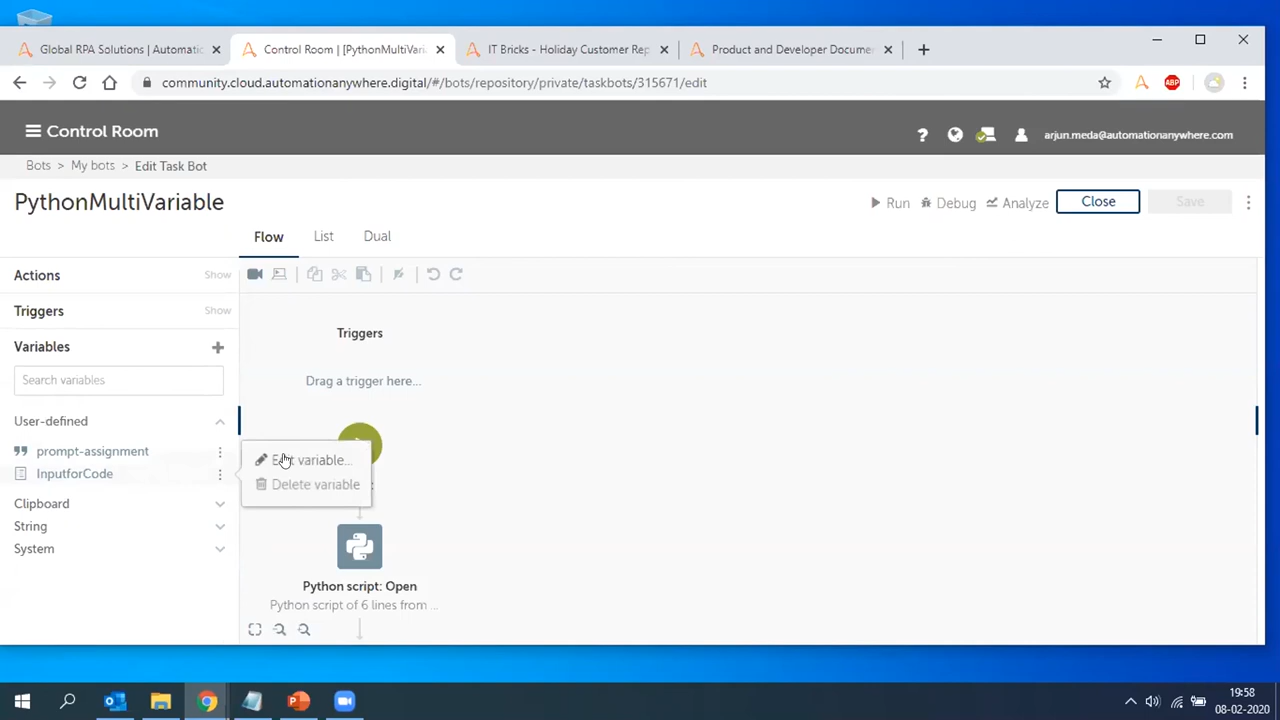 Global RPA Solutions | Automatic
Control Room | [PythonMultiVaria
IT Bricks - Holiday Customer Rep
Product and Developer Documen
community.cloud.automationanywhere.digital/#/bots/repository/private/taskbots/315671/edit
ABP
Control Room
?
arjun.meda@automationanywhere.com
Bots > My bots > Edit Task Bot
PythonMultiVariable
Run
Debug
Analyze
Close
Save
Flow
List
Dual
Actions
Show
Triggers
Show
Variables
Search variables
User-defined
prompt-assignment
InputforCode
Clipboard
String
System
Triggers
Drag a trigger here...
variable...
Delete variable
Python script: Open
Python script of 6 lines from ...
19:58
08-02-2020